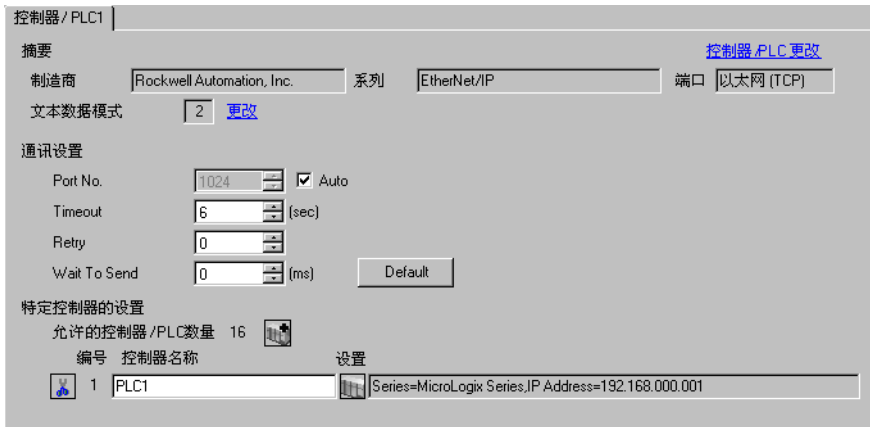 控制器/PLC1
摘要 控制器/PLC更改
制造商 Rockwell Automation, Inc. 系列 EtherNet/IP 端口 以太网 (TCP)
文本数据模式 2 更改
通讯设置
Port No. 1024 Auto
Timeout 6 (sec)
Retry 0
Wait To Send 0 (ms) Default
特定控制器的设置
允许的控制器/PLC数量 16
编号 控制器名称 设置
1 PLC1 Series=MicroLogix Series,IP Address=192.168.000.001